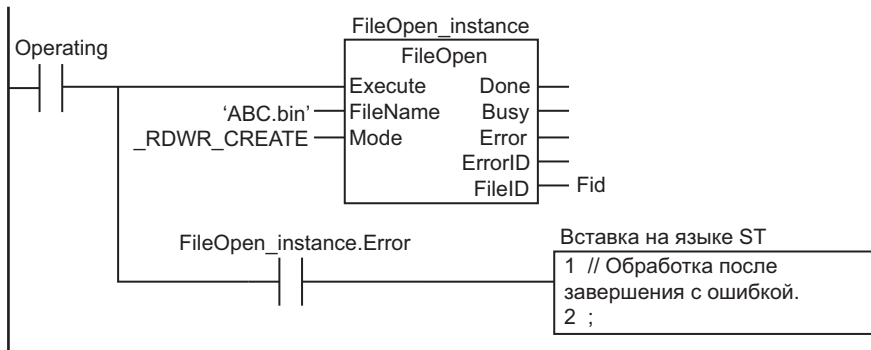 FileOpen_instance
Operating
FileOpen
Execute Done
‘ABC.bin’ FileName Busy
_RDWR_CREATE Mode Error
ErrorID
FileID Fid
FileOpen_instance.Error
Вставка на языке ST
1 // Обработка после
завершения с ошибкой.
2 ;